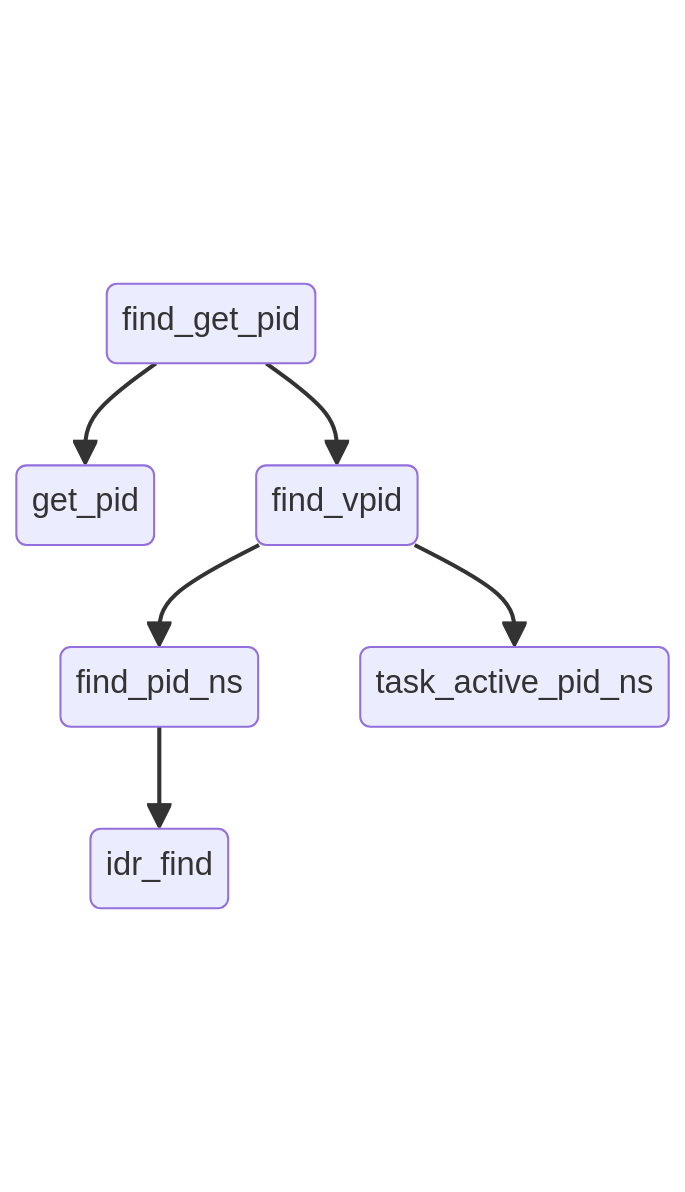 find_get_pid
get_pid
find_vpid
find_pid_ns
task_active_pid_ns
idr_find